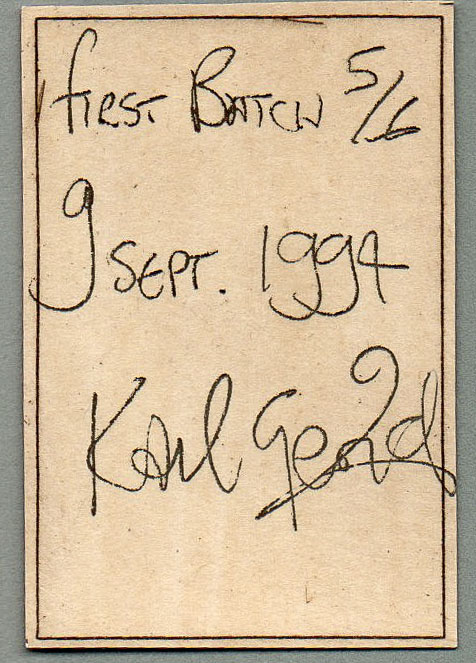 First Batch 5/6
9 Sept. 1994
Karl